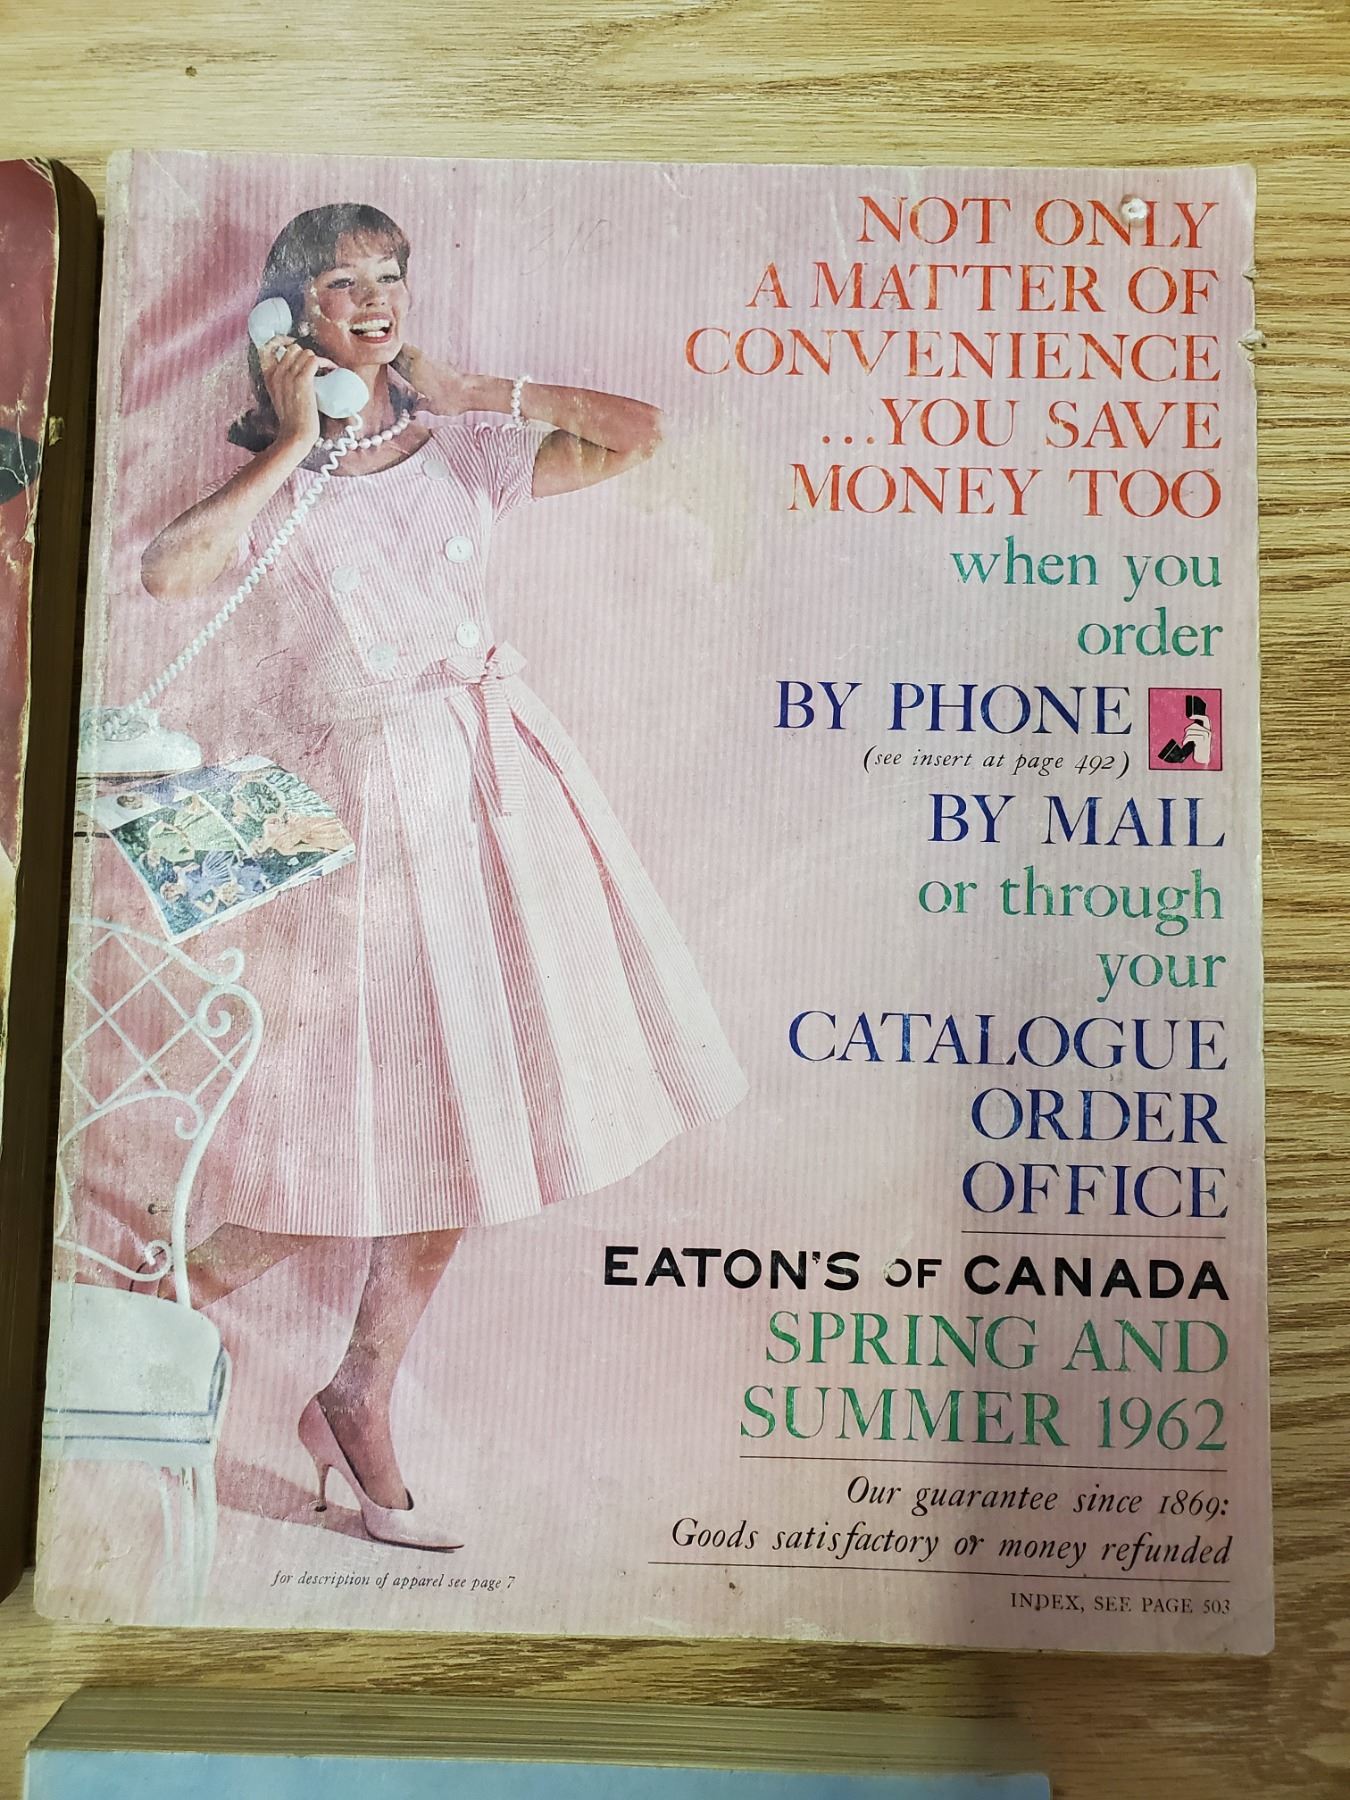 NOT ONLY
A MATTER OF
CONVENIENCE
...YOU SAVE
MONEY TOO
when you
order
BY PHONE
(see insert at page 492)
BY MAIL
or through
your
CATALOGUE
ORDER
OFFICE
EATON'S OF CANADA
SPRING AND
SUMMER 1962
Our guarantee since 1869:
Goods satisfactory or money refunded
for description of apparel see page 7
INDEX, SEE PAGE 503